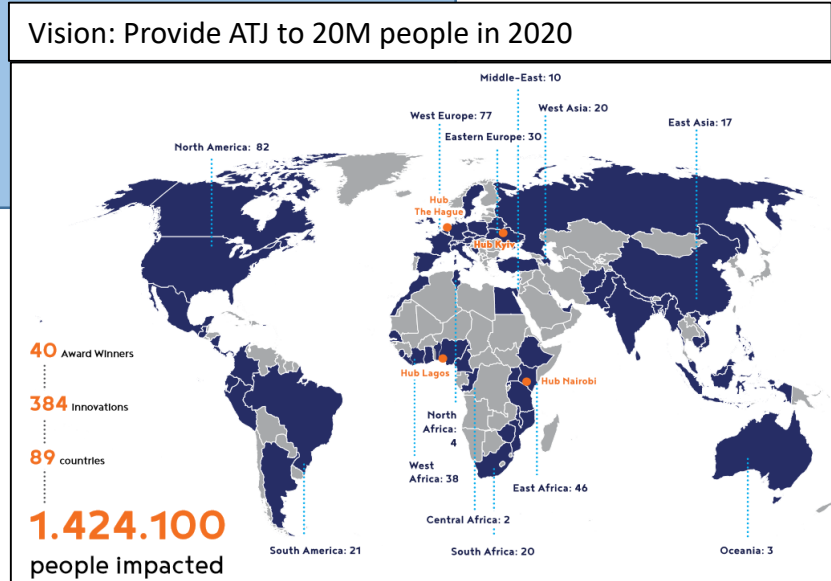 Vision: Provide ATJ to 20M people in 2020
Middle-East: 10
West Europe: 77
West Asia: 20
Eastern Europe: 30
East Asia: 17
North America: 82
Hub
The Hague
Hub Kyiv
40 Award Winners
Hub Lagos
Hub Nairobi
384 Innovations
North
Africa:
4
89 countries
West
Africa: 38
East Africa: 46
1.424.100
people impacted
Central Africa: 2
South America: 21
South Africa: 20
Oceania: 3